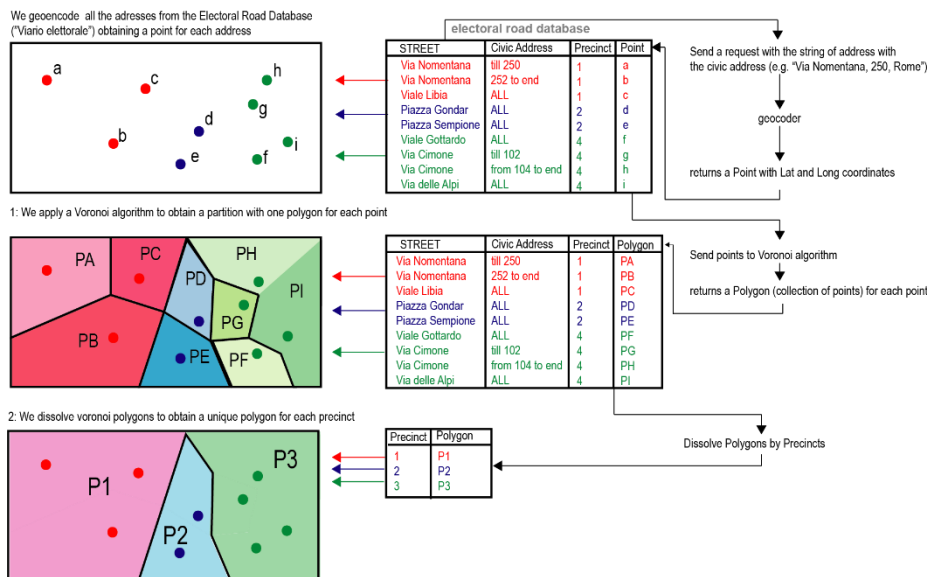 We geoencode all the adresses from the Electoral Road Database
("Viario elettorale") obtaining a point for each address
a
c
h
g
d
b
e
f
i
electoral road database
STREET Civic Address Precinct Point
Via Nomentana till 250 1 a
Via Nomentana 252 to end 1 b
Viale Libia ALL 1 c
Piazza Gondar ALL 2 d
Piazza Sempione ALL 2 e
Viale Gottardo ALL 4 f
Via Cimone till 102 4 g
Via Cimone from 104 to end 4 h
Via delle Alpi ALL 4 i
Send a request with the string of address with
the civic address (e.g. “Via Nomentana, 250, Rome”)
geocoder
returns a Point with Lat and Long coordinates
1: We apply a Voronoi algorithm to obtain a partition with one polygon for each point
PA
PC
PH
PD
PI
PG
PB
PE
PF
STREET Civic Address Precinct Polygon
Via Nomentana till 250 1 PA
Via Nomentana 252 to end 1 PB
Viale Libia ALL 1 PC
Piazza Gondar ALL 2 PD
Piazza Sempione ALL 2 PE
Viale Gottardo ALL 4 PF
Via Cimone till 102 4 PG
Via Cimone from 104 to end 4 PH
Via delle Alpi ALL 4 PI
Send points to Voronoi algorithm
returns a Polygon (collection of points) for each point
2: We dissolve voronoi polygons to obtain a unique polygon for each precinct
P1
P2
P3
Precinct Polygon
1 P1
2 P2
3 P3
Dissolve Polygons by Precincts